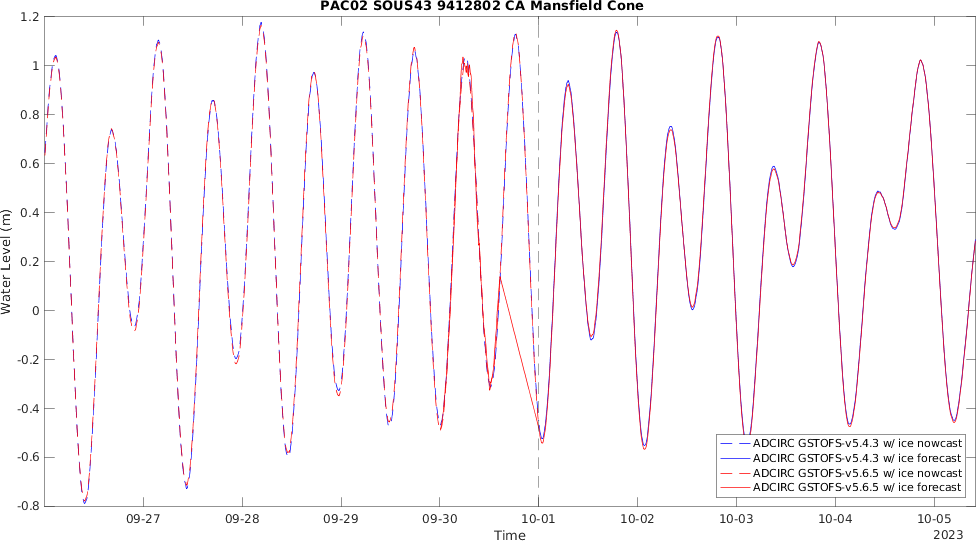 PAC02 SOUS43 9412802 CA Mansfield Cone
1.2
1
0.8
0.6
0.4
0.2
0
-0.2
-0.4
-0.6
-0.8
Water Level (m)
ADCIRC GSTOFS-v5.4.3 w/ ice nowcast
ADCIRC GSTOFS-v5.4.3 w/ ice forecast
ADCIRC GSTOFS-v5.6.5 w/ ice nowcast
ADCIRC GSTOFS-v5.6.5 w/ ice forecast
09-27 09-28 09-29 09-30 10-01 10-02 10-03 10-04 10-05
Time
2023